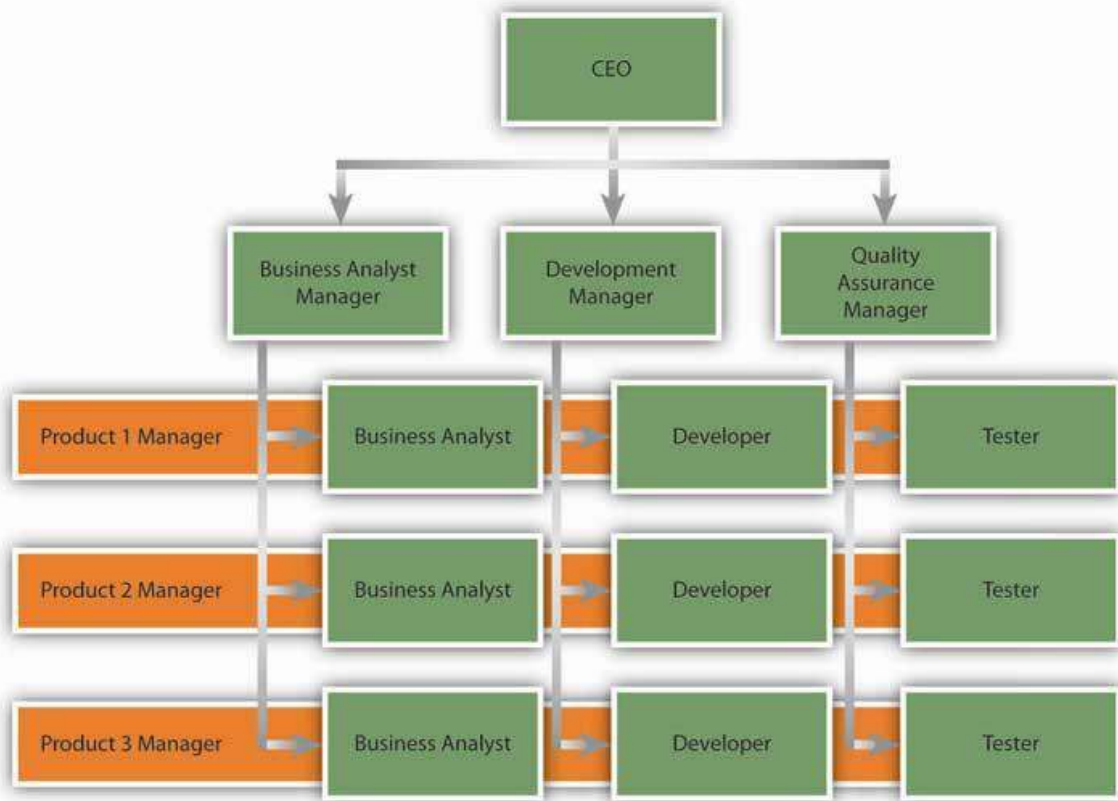 CEO
Business Analyst
Manager
Development
Manager
Quality
Assurance
Manager
Product 1 Manager
Business Analyst
Developer
Tester
Product 2 Manager
Business Analyst
Developer
Tester
Product 3 Manager
Business Analyst
Developer
Tester